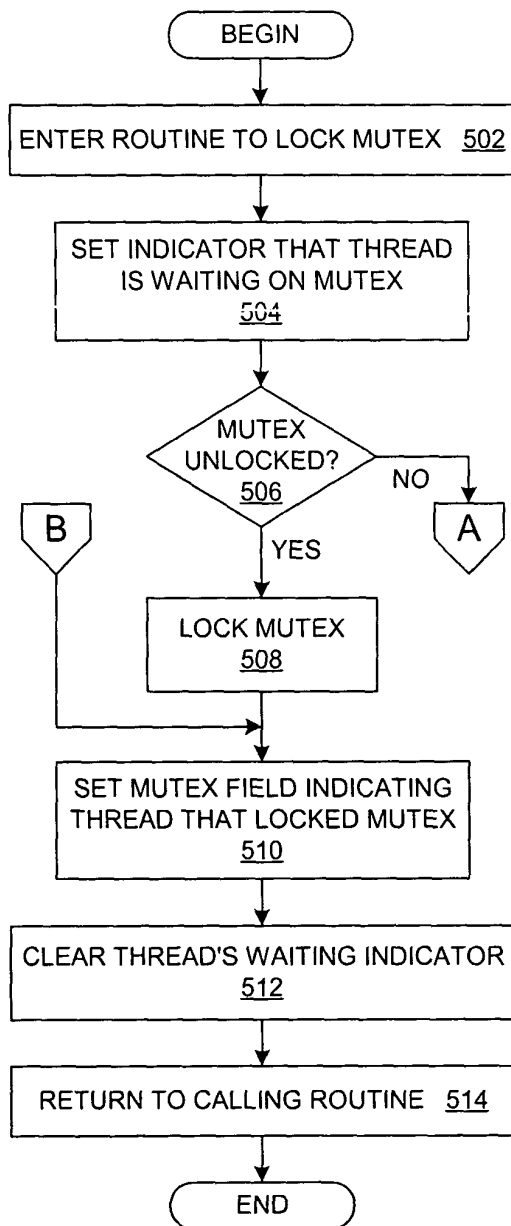 BEGIN
ENTER ROUTINE TO LOCK MUTEX 502
SET INDICATOR THAT THREAD
IS WAITING ON MUTEX
504
MUTEX
UNLOCKED?
506
NO
A
B
YES
LOCK MUTEX
508
SET MUTEX FIELD INDICATING
THREAD THAT LOCKED MUTEX
510
CLEAR THREAD'S WAITING INDICATOR
512
RETURN TO CALLING ROUTINE 514
END